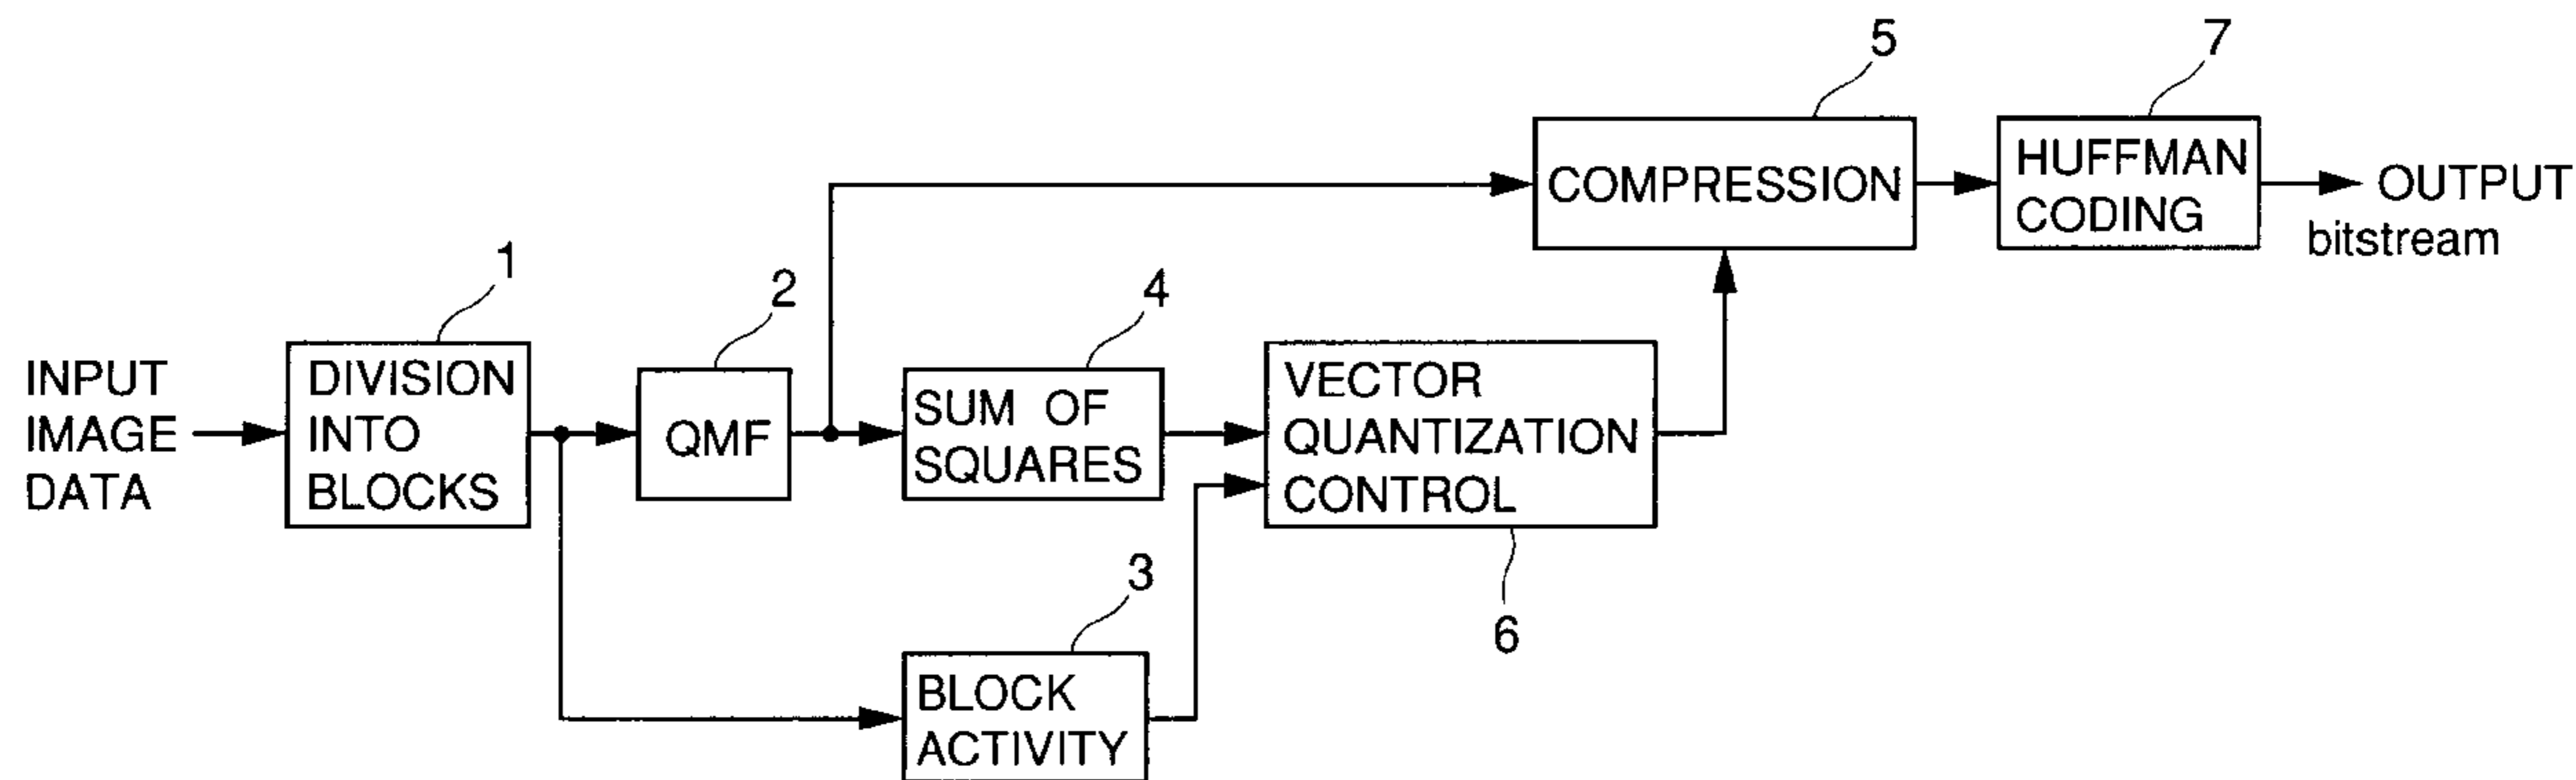 5
7
COMPRESSION
HUFFMAN
CODING
OUTPUT
bitstream
1
2
4
INPUT
IMAGE
DATA
DIVISION
INTO
BLOCKS
QMF
SUM OF
SQUARES
VECTOR
QUANTIZATION
CONTROL
3
6
BLOCK
ACTIVITY